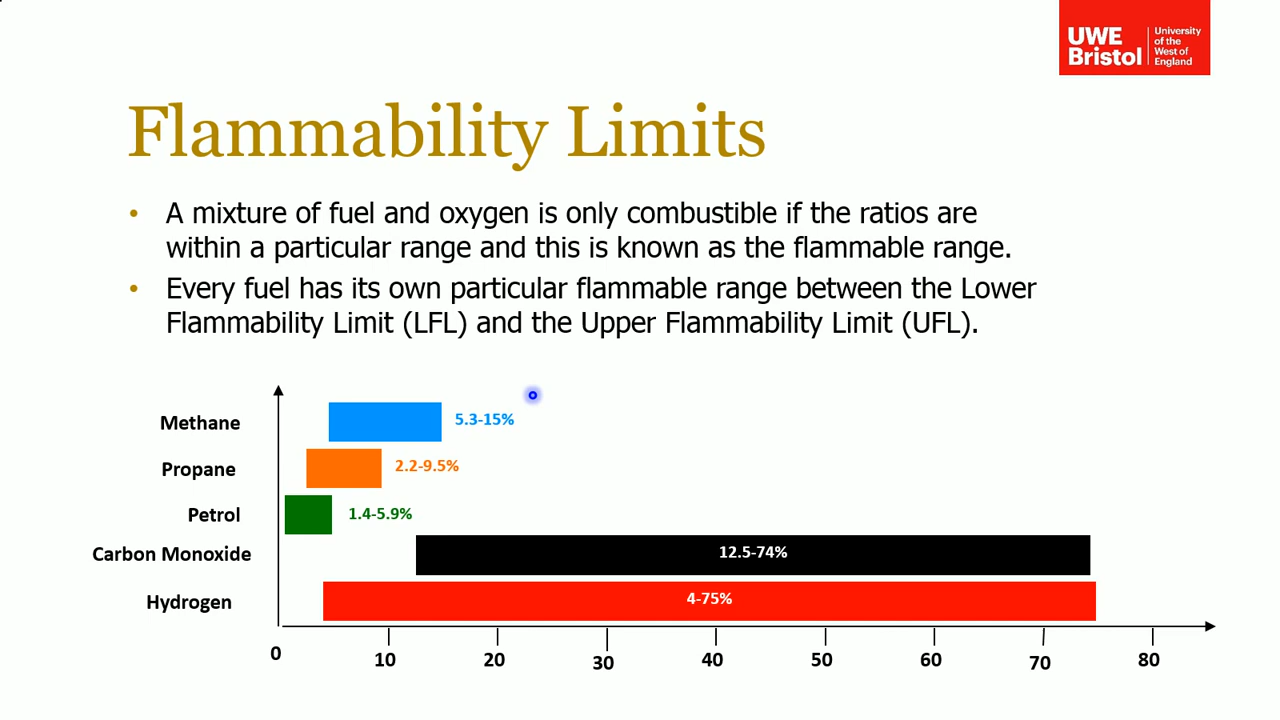 UWE
Bristol
University
of the
West of
England
Flammability Limits
• A mixture of fuel and oxygen is only combustible if the ratios are
within a particular range and this is known as the flammable range.
• Every fuel has its own particular flammable range between the Lower
Flammability Limit (LFL) and the Upper Flammability Limit (UFL).
Methane 5.3-15%
Propane 2.2-9.5%
Petrol 1.4-5.9%
Carbon Monoxide 12.5-74%
Hydrogen 4-75%
0 10 20 30 40 50 60 70 80